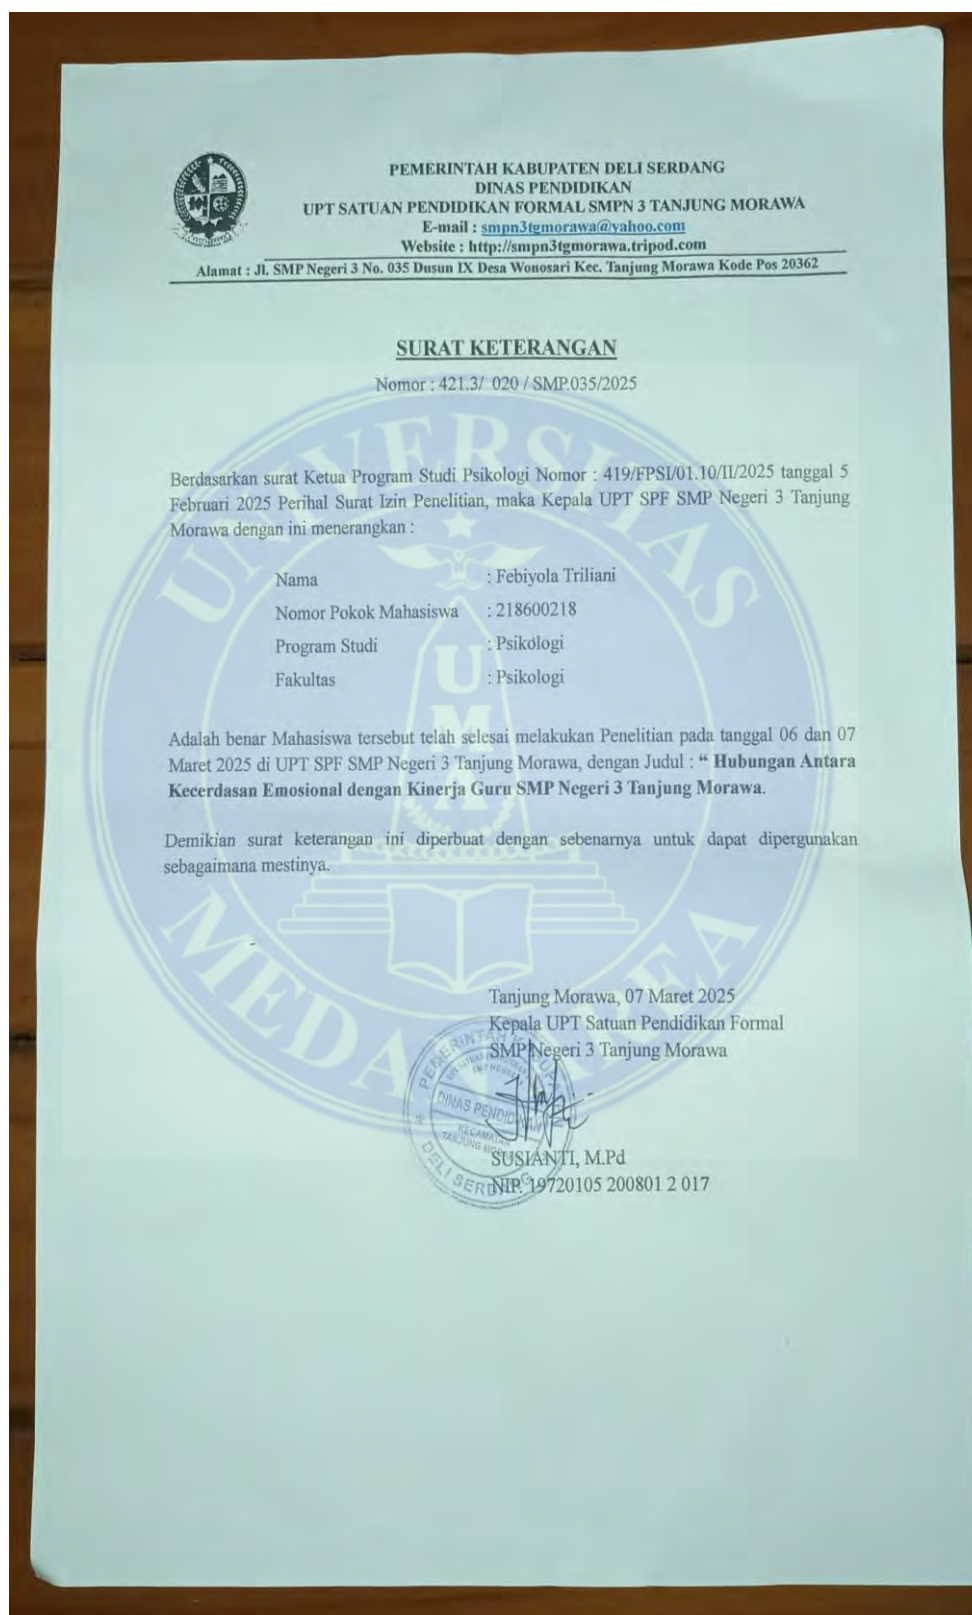 PEMERINTAH KABUPATEN DELI SERDANG
DINAS PENDIDIKAN
UPT SATUAN PENDIDIKAN FORMAL SMPN 3 TANJUNG MORAWA
E-mail : smpn3tgmorawa@yahoo.com
Website : http://smpn3tgmorawa.tripod.com
Alamat : Jl. SMP Negeri 3 No. 035 Dusun IX Desa Wonosari Kec. Tanjung Morawa Kode Pos 20362
SURAT KETERANGAN
Nomor : 421.3/ 020 / SMP.035/2025
Berdasarkan surat Ketua Program Studi Psikologi Nomor : 419/FPSI/01.10/II/2025 tanggal 5
Februari 2025 Perihal Surat Izin Penelitian, maka Kepala UPT SPF SMP Negeri 3 Tanjung
Morawa dengan ini menerangkan :
Nama : Febiyola Triliani
Nomor Pokok Mahasiswa : 218600218
Program Studi : Psikologi
Fakultas : Psikologi
Adalah benar Mahasiswa tersebut telah selesai melakukan Penelitian pada tanggal 06 dan 07
Maret 2025 di UPT SPF SMP Negeri 3 Tanjung Morawa, dengan Judul : “ Hubungan Antara
Kecerdasan Emosional dengan Kinerja Guru SMP Negeri 3 Tanjung Morawa.
Demikian surat keterangan ini diperbuat dengan sebenarnya untuk dapat dipergunakan
sebagaimana mestinya.
Tanjung Morawa, 07 Maret 2025
Kepala UPT Satuan Pendidikan Formal
SMP Negeri 3 Tanjung Morawa
SUSIANTI, M.Pd
NIP. 19720105 200801 2 017
UNIVERSITAS
MEDAN AREA
UMA
DINAS PENDIDIKAN
KECAMATAN
DELI SERDANG